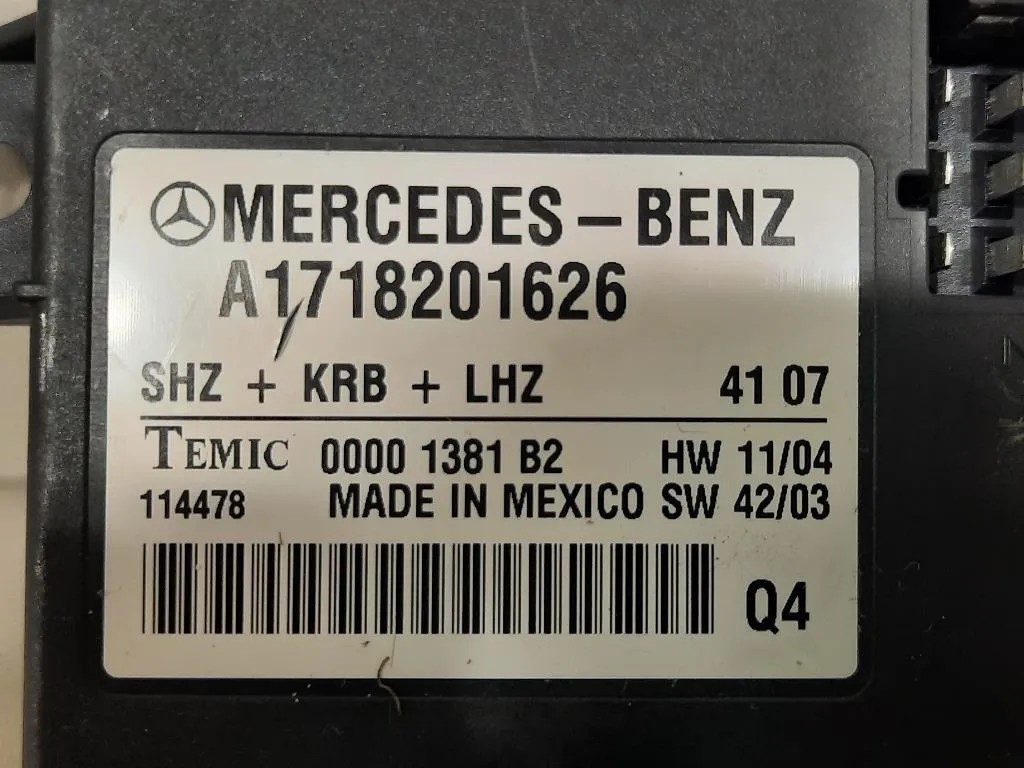 MERCEDES-BENZ
A1718201626
SHZ + KRB + LHZ 41 07
TEMIC 0000 1381 B2 HW 11/04
114478 MADE IN MEXICO SW 42/03
Q4